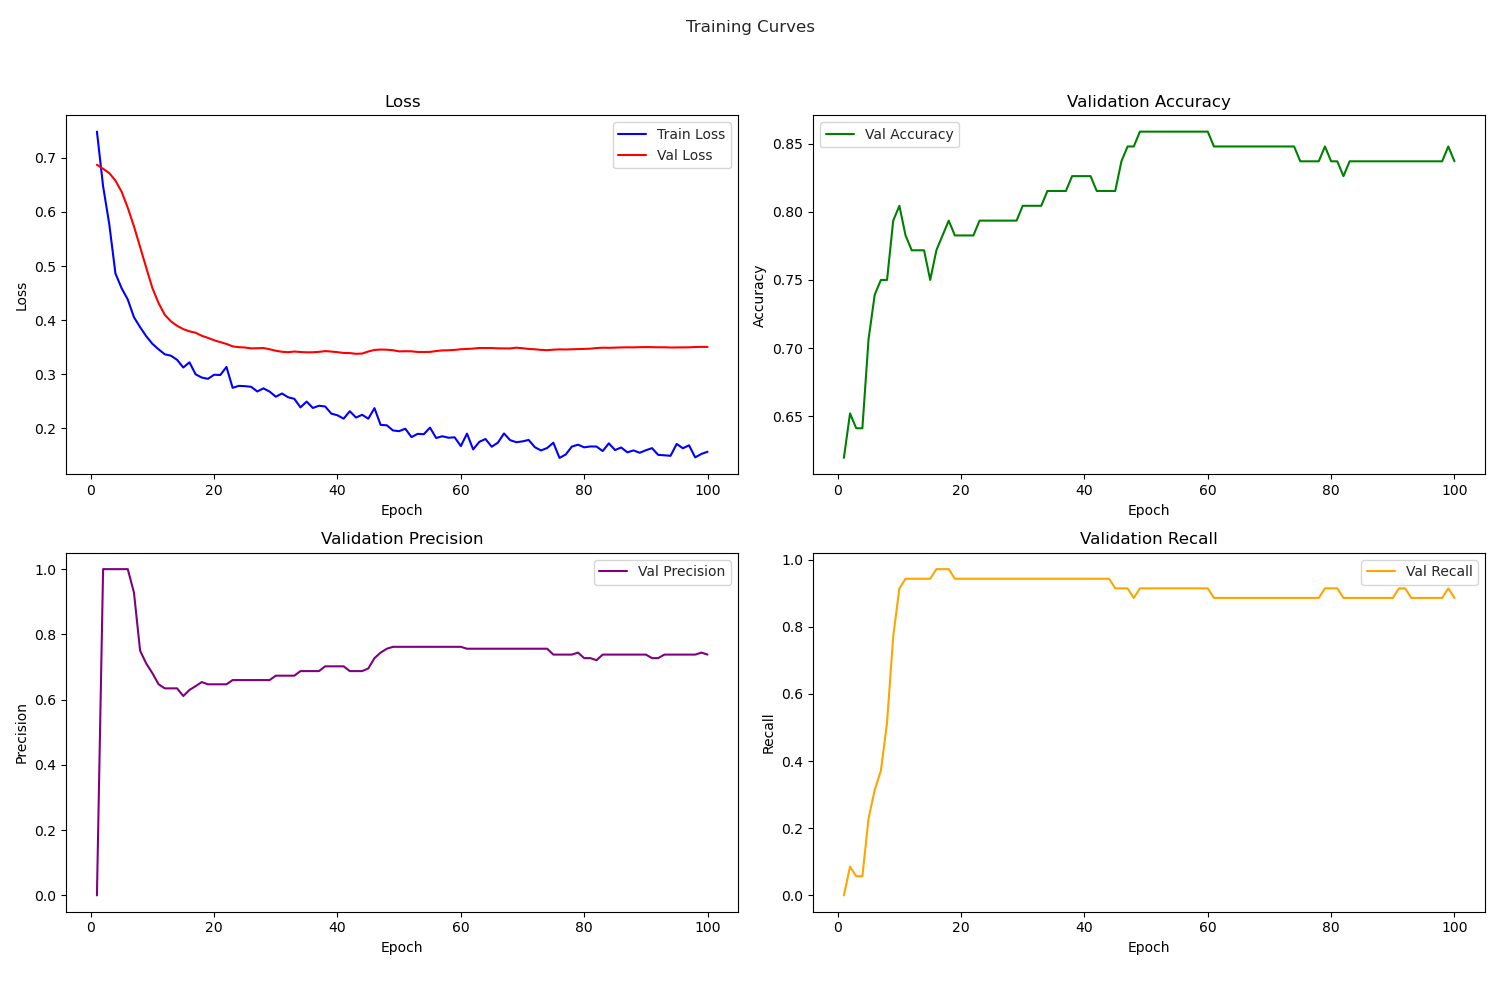 Training Curves
Loss
Train Loss
Val Loss
0.7
0.6
0.5
0.4
0.3
0.2
Loss
0 20 40 60 80 100
Epoch
Validation Accuracy
Val Accuracy
0.85
0.80
0.75
0.70
0.65
Accuracy
0 20 40 60 80 100
Epoch
Validation Precision
Val Precision
1.0
0.8
0.6
0.4
0.2
0.0
Precision
0 20 40 60 80 100
Epoch
Validation Recall
Val Recall
1.0
0.8
0.6
0.4
0.2
0.0
Recall
0 20 40 60 80 100
Epoch